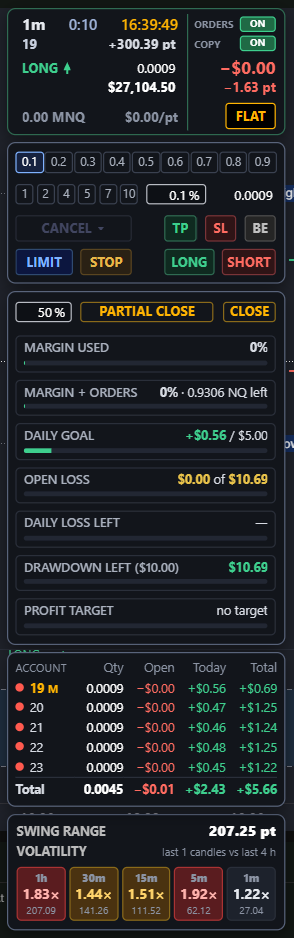 1m 0:10 16:39:49 ORDERS ON
19 +300.39 pt COPY ON
LONG 0.0009 −$0.00
$27,104.50 −1.63 pt
0.00 MNQ $0.00/pt FLAT
0.1 0.2 0.3 0.4 0.5 0.6 0.7 0.8 0.9
1 2 4 5 7 10 0.1 % 0.0009
CANCEL TP SL BE
LIMIT STOP LONG SHORT
50 % PARTIAL CLOSE CLOSE
MARGIN USED 0%
MARGIN + ORDERS 0% · 0.9306 NQ left
DAILY GOAL +$0.56 / $5.00
OPEN LOSS $0.00 of $10.69
DAILY LOSS LEFT —
DRAWDOWN LEFT ($10.00) $10.69
PROFIT TARGET no target
ACCOUNT Qty Open Today Total
19 M 0.0009 −$0.00 +$0.56 +$0.69
20 0.0009 −$0.00 +$0.47 +$1.25
21 0.0009 −$0.00 +$0.46 +$1.24
22 0.0009 −$0.00 +$0.48 +$1.25
23 0.0009 −$0.00 +$0.45 +$1.22
Total 0.0045 −$0.01 +$2.43 +$5.66
SWING RANGE 207.25 pt
VOLATILITY last 1 candles vs last 4 h
1h 30m 15m 5m 1m
1.83× 1.44× 1.51× 1.92× 1.22×
207.09 141.26 111.52 62.12 27.04